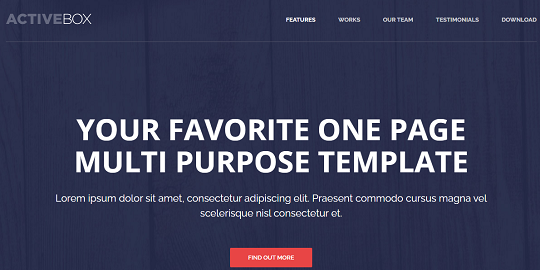 ACTIVEBOX
FEATURES WORKS OUR TEAM TESTIMONIALS DOWNLOAD
YOUR FAVORITE ONE PAGE
MULTI PURPOSE TEMPLATE
Lorem ipsum dolor sit amet, consectetur adipiscing elit. Praesent commodo cursus magna vel
scelerisque nisl consectetur et.
FIND OUT MORE